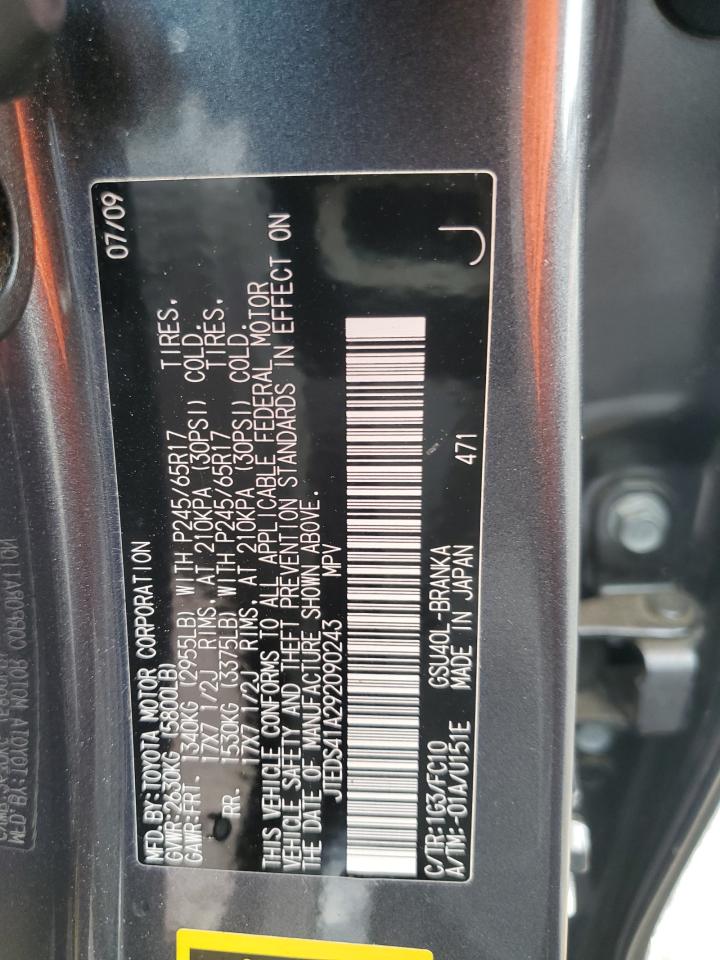 07/09
MFD.BY:TOYOTA MOTOR CORPORATION
GVWR:2630KG (5800LB)
GAWR:FRT. 1340KG (2955LB) WITH P245/65R17 TIRES.
17X7 1/2J RIMS, AT 210KPA (30PSI) COLD.
RR. 1530KG (3375LB) WITH P245/65R17 TIRES.
17X7 1/2J RIMS, AT 210KPA (30PSI) COLD.
THIS VEHICLE CONFORMS TO ALL APPLICABLE FEDERAL MOTOR
VEHICLE SAFETY AND THEFT PREVENTION STANDARDS IN EFFECT ON
THE DATE OF MANUFACTURE SHOWN ABOVE.
JTEDS41A292090243 MPV
C/TR:1G3/FC10 GSU40L-BRANKA 471
A/TM:-01A/U151E MADE IN JAPAN
J